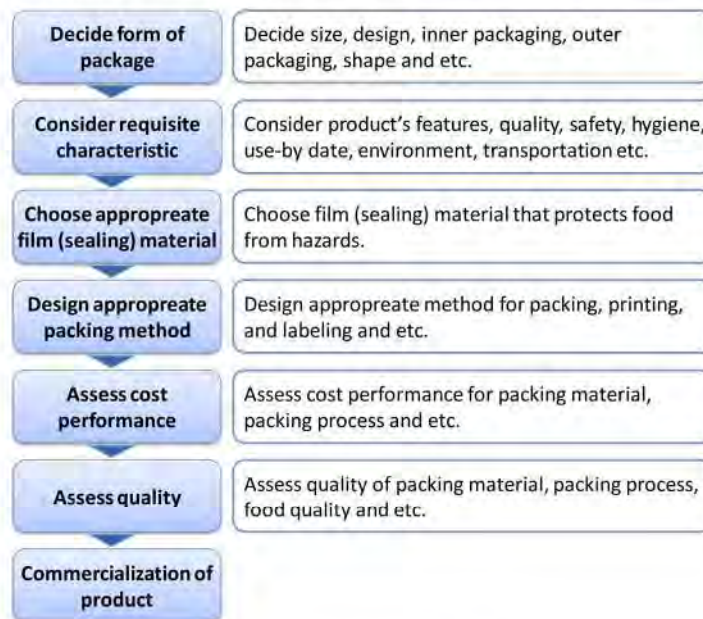 Decide form of
package
Decide size, design, inner packaging, outer
packaging, shape and etc.
Consider requisite
characteristic
Consider product's features, quality, safety, hygiene,
use-by date, environment, transportation etc.
Choose appropreate
film (sealing) material
Choose film (sealing) material that protects food
from hazards.
Design appropreate
packing method
Design appropreate method for packing, printing,
and labeling and etc.
Assess cost
performance
Assess cost performance for packing material,
packing process and etc.
Assess quality
Assess quality of packing material, packing process,
food quality and etc.
Commercialization of
product